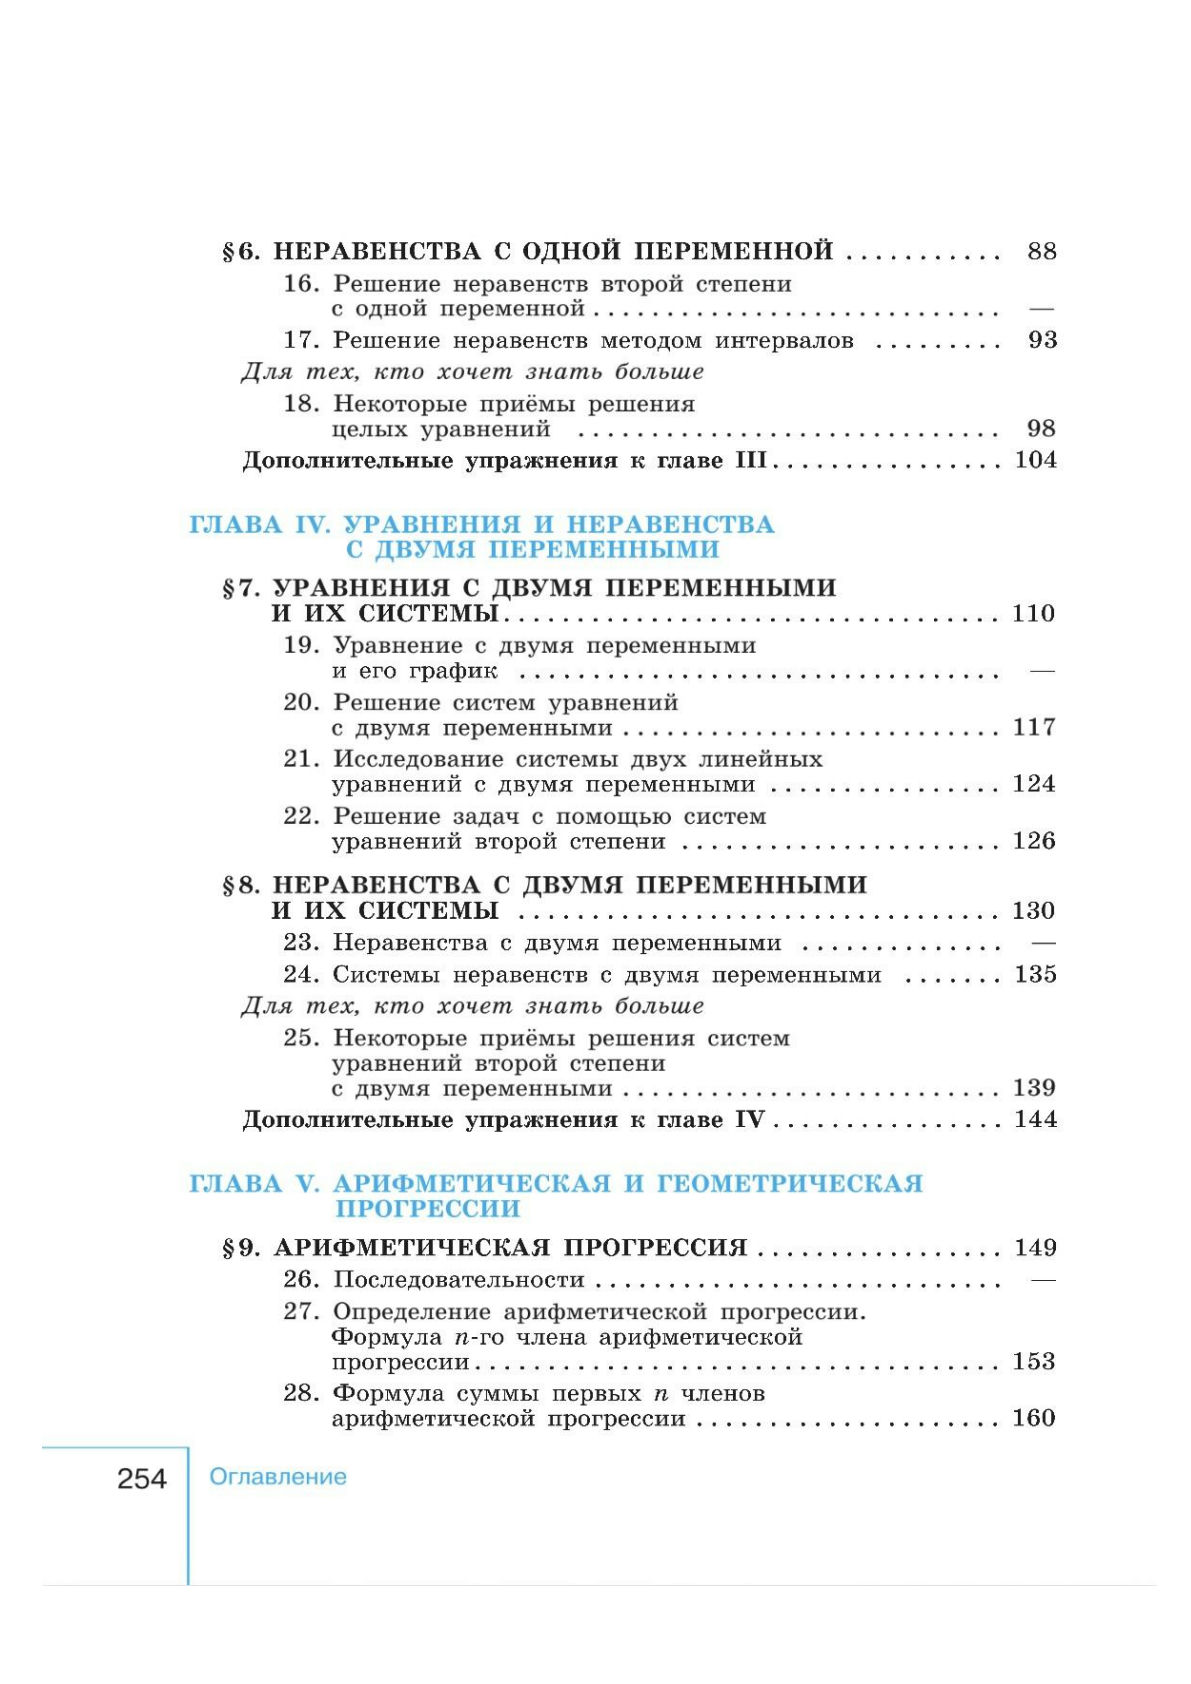 §6. НЕРАВЕНСТВА С ОДНОЙ ПЕРЕМЕННОЙ ........... 88
16. Решение неравенств второй степени
с одной переменной ............................ —
17. Решение неравенств методом интервалов ......... 93
Для тех, кто хочет знать больше
18. Некоторые приёмы решения
целых уравнений ............................. 98
Дополнительные упражнения к главе III ................ 104
ГЛАВА IV. УРАВНЕНИЯ И НЕРАВЕНСТВА
С ДВУМЯ ПЕРЕМЕННЫМИ
§7. УРАВНЕНИЯ С ДВУМЯ ПЕРЕМЕННЫМИ
И ИХ СИСТЕМЫ .................................. 110
19. Уравнение с двумя переменными
и его график ................................. —
20. Решение систем уравнений
с двумя переменными .......................... 117
21. Исследование системы двух линейных
уравнений с двумя переменными ................ 124
22. Решение задач с помощью систем
уравнений второй степени ...................... 126
§8. НЕРАВЕНСТВА С ДВУМЯ ПЕРЕМЕННЫМИ
И ИХ СИСТЕМЫ ................................. 130
23. Неравенства с двумя переменными .............. —
24. Системы неравенств с двумя переменными ....... 135
Для тех, кто хочет знать больше
25. Некоторые приёмы решения систем
уравнений второй степени
с двумя переменными .......................... 139
Дополнительные упражнения к главе IV ................ 144
ГЛАВА V. АРИФМЕТИЧЕСКАЯ И ГЕОМЕТРИЧЕСКАЯ
ПРОГРЕССИИ
§9. АРИФМЕТИЧЕСКАЯ ПРОГРЕССИЯ ................. 149
26. Последовательности ............................ —
27. Определение арифметической прогрессии.
Формула n-го члена арифметической
прогрессии .................................... 153
28. Формула суммы первых n членов
арифметической прогрессии ..................... 160
254 Оглавление